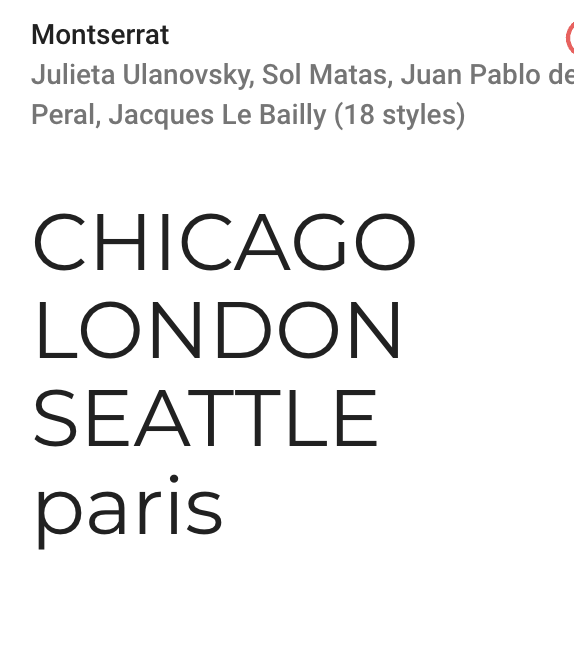 Montserrat
Julieta Ulanovsky, Sol Matas, Juan Pablo de
Peral, Jacques Le Bailly (18 styles)
CHICAGO
LONDON
SEATTLE
paris